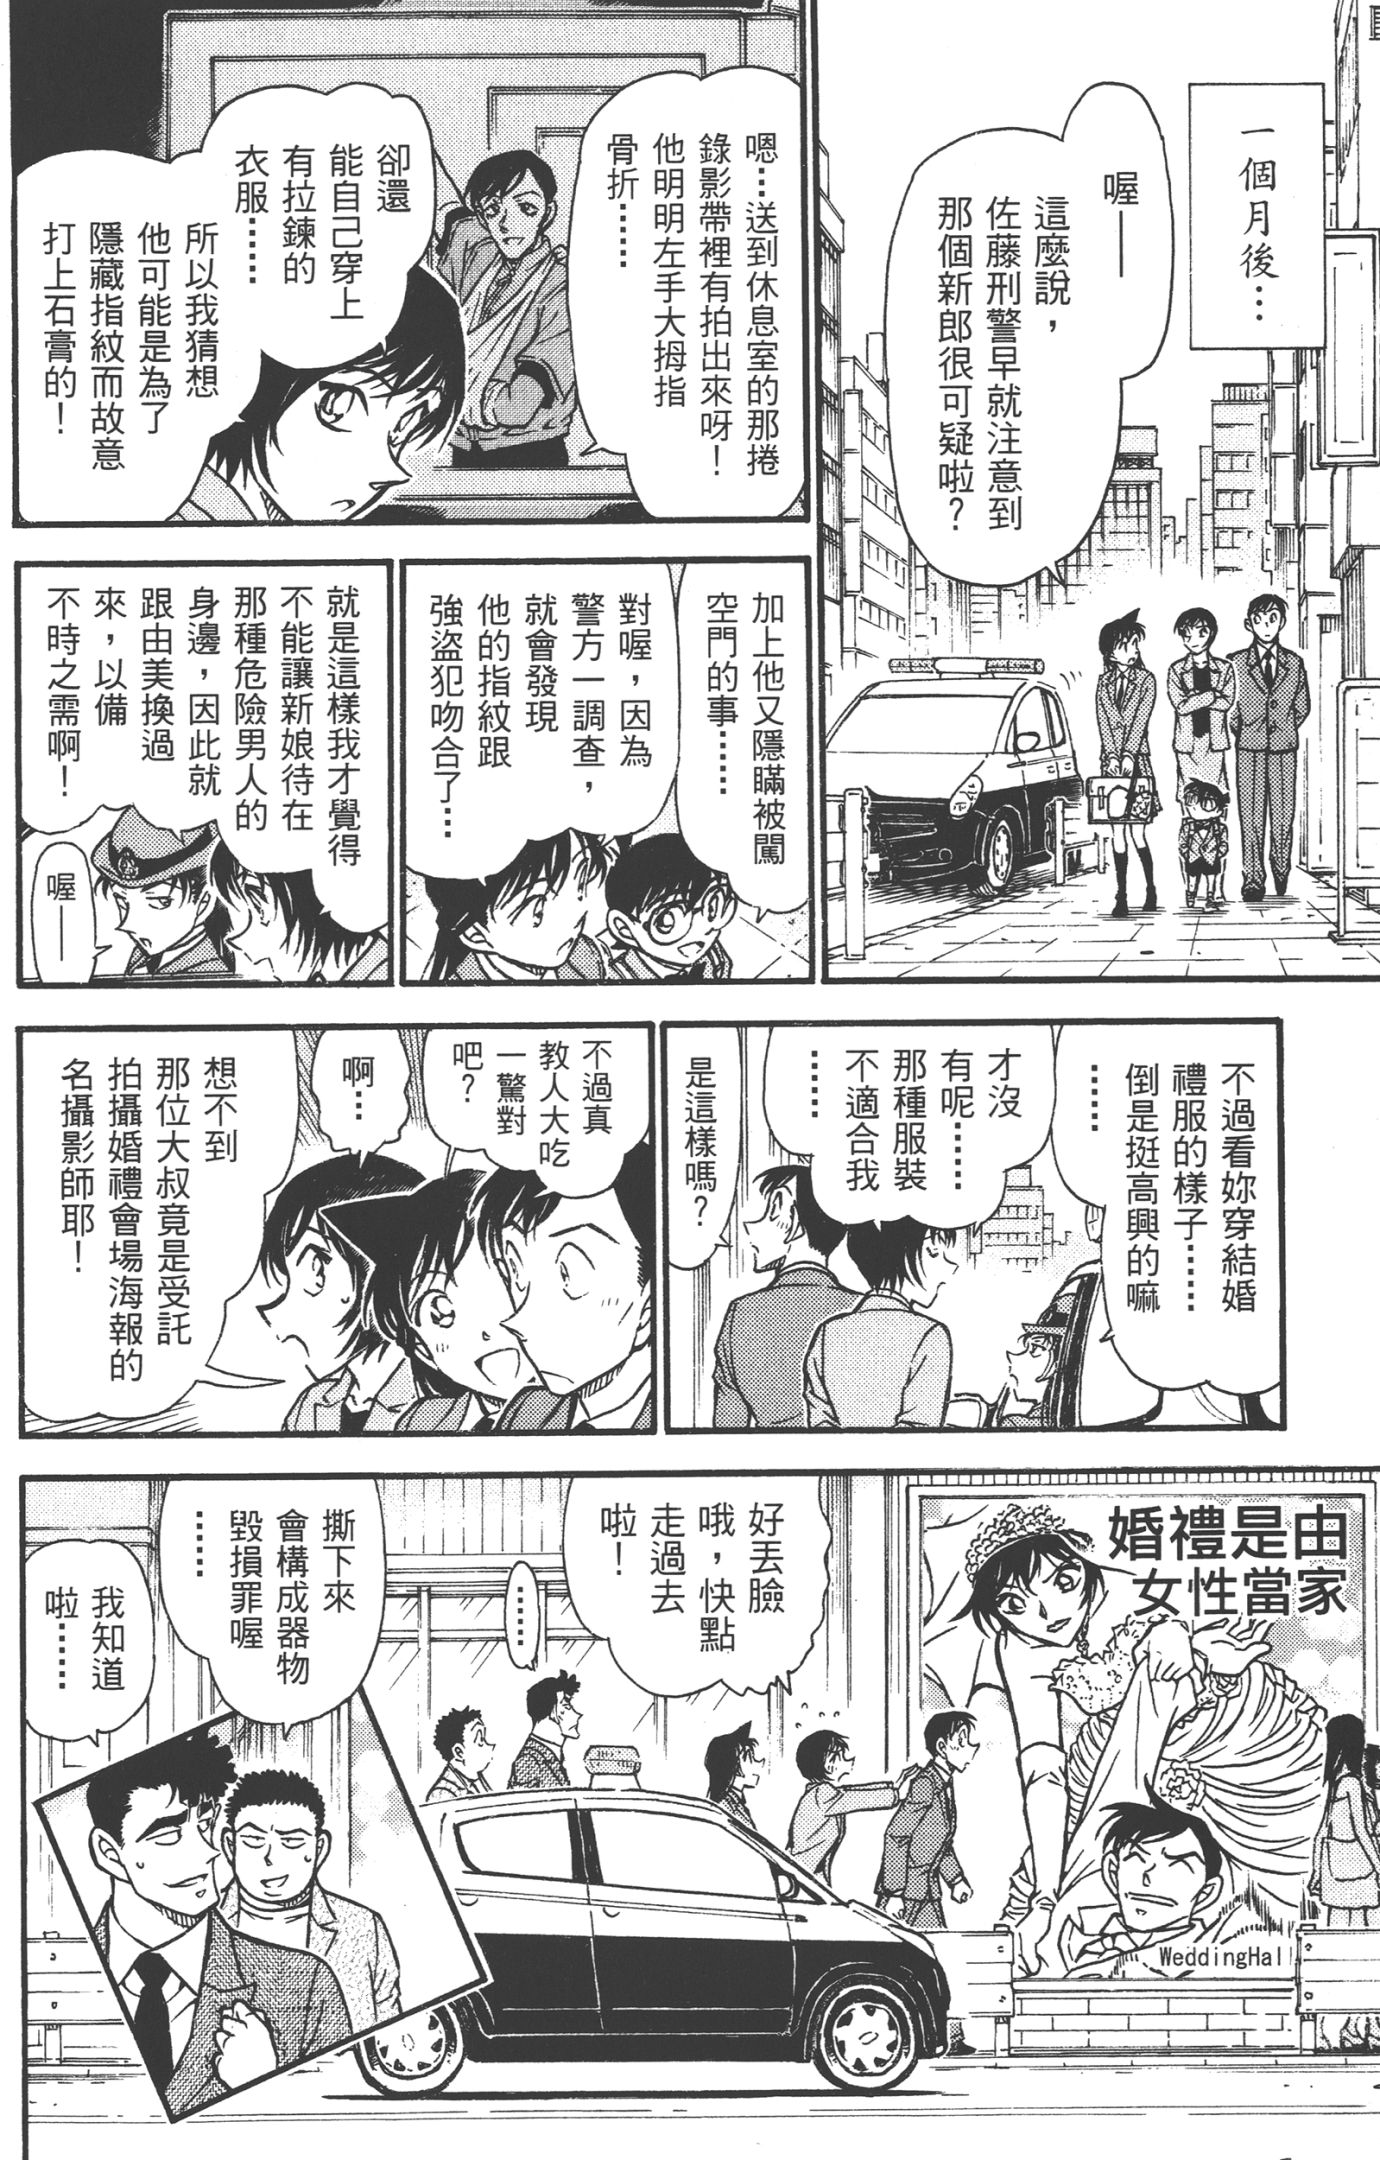 一個月後…
喔──
這麼說，
佐藤刑警早就注意到
那個新郎很可疑啦？
嗯…送到休息室的那捲
錄影帶裡有拍出來呀！
他明明左手大拇指
骨折……
卻還
能自己穿上
有拉鍊的
衣服……
所以我猜想
他可能是為了
隱藏指紋而故意
打上石膏的！
加上他又隱瞞被闖
空門的事……
對喔，因為
警方一調查，
就會發現
他的指紋跟
強盜犯吻合了…
就是這樣我才覺得
不能讓新娘待在
那種危險男人的
身邊，因此就
跟由美換過
來，以備
不時之需啊！
喔──
不過看妳穿結婚
禮服的樣子……
倒是挺高興的嘛
……
才沒
有呢……
那種服裝
不適合我
……
是這樣嗎？
不過真
教人大吃
一驚對
吧？
啊…
想不到
那位大叔竟是受託
拍攝婚禮會場海報的
名攝影師耶！
婚禮是由
女性當家
WeddingHall
好丟臉
哦，快點
走過去
啦！
……
撕下來
會構成器物
毀損罪喔
……
我知道
啦……